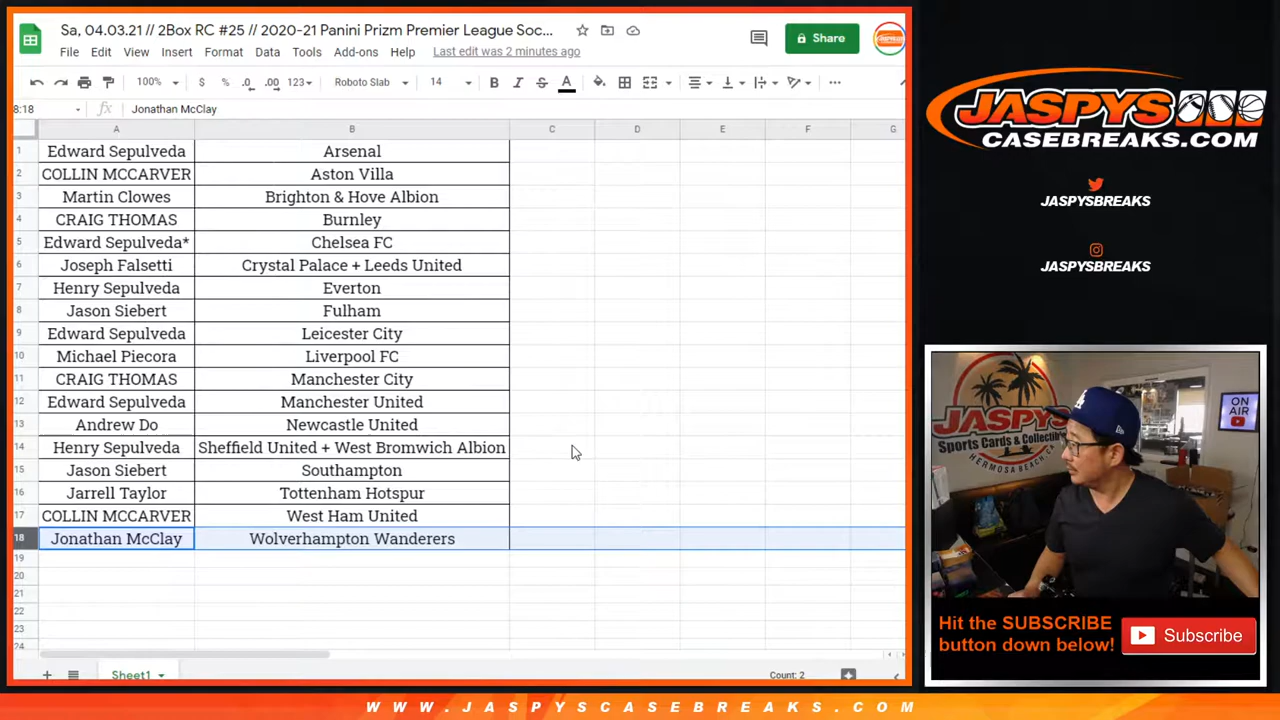 Sa, 04.03.21 // 2Box RC #25 // 2020-21 Panini Prizm Premier League Soc...
File Edit View Insert Format Data Tools Add-ons Help Last edit was 2 minutes ago
Share
100% $ % .0 .00 123 Roboto Slab 14 B I S A
8:18 fx Jonathan McClay
A B C D E F G
1 Edward Sepulveda Arsenal
2 COLLIN MCCARVER Aston Villa
3 Martin Clowes Brighton & Hove Albion
4 CRAIG THOMAS Burnley
5 Edward Sepulveda* Chelsea FC
6 Joseph Falsetti Crystal Palace + Leeds United
7 Henry Sepulveda Everton
8 Jason Siebert Fulham
9 Edward Sepulveda Leicester City
10 Michael Piecora Liverpool FC
11 CRAIG THOMAS Manchester City
12 Edward Sepulveda Manchester United
13 Andrew Do Newcastle United
14 Henry Sepulveda Sheffield United + West Bromwich Albion
15 Jason Siebert Southampton
16 Jarrell Taylor Tottenham Hotspur
17 COLLIN MCCARVER West Ham United
18 Jonathan McClay Wolverhampton Wanderers
19
20
21
22
23
24
Sheet1 Count: 2
JASPYS
CASEBREAKS.COM
JASPYSBREAKS
JASPYSBREAKS
JASPYS
Sports Cards & Collectibles
HERMOSA BEACH, CA
ON
AIR
LA
Hit the SUBSCRIBE
button down below!
Subscribe
WWW.JASPYSCASEBREAKS.COM